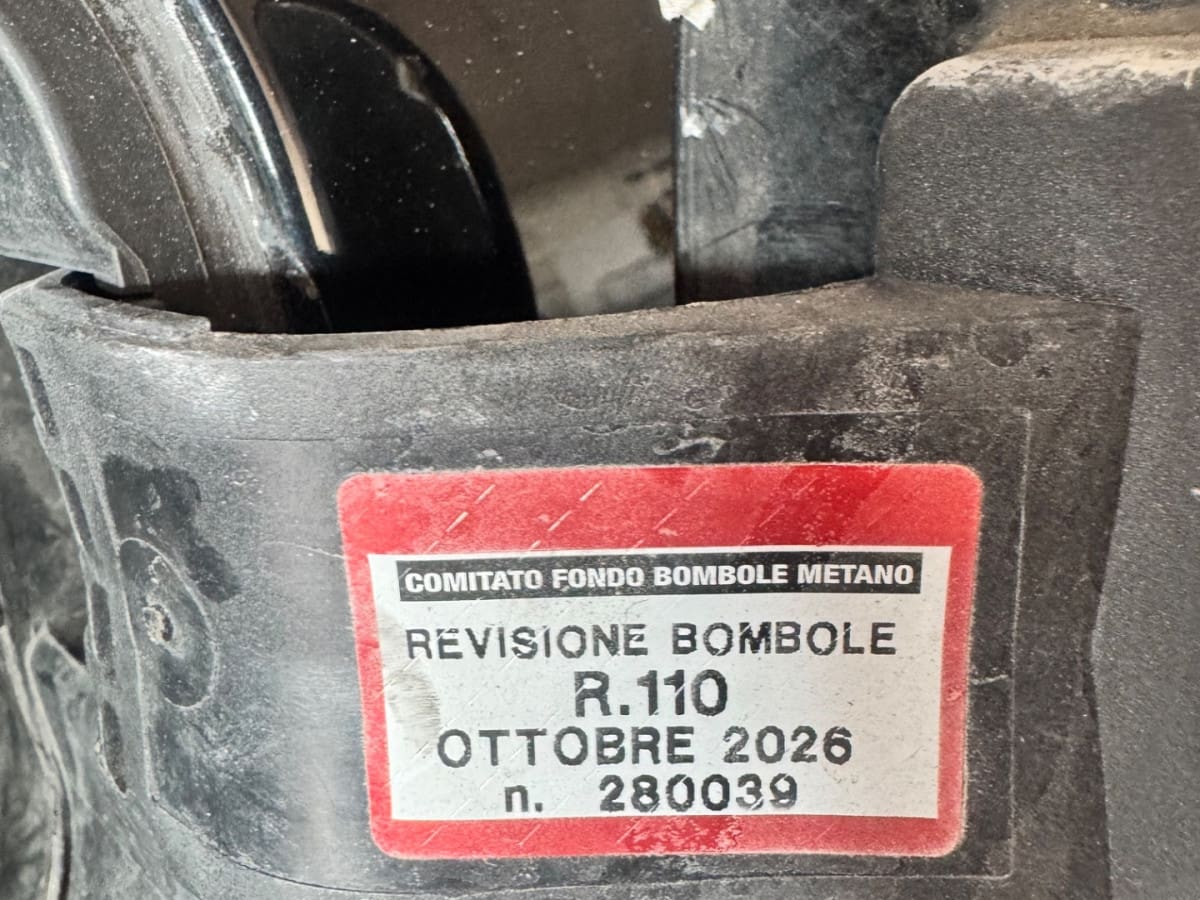 COMITATO FONDO BOMBOLE METANO
REVISIONE BOMBOLE
R.110
OTTOBRE 2026
n. 280039